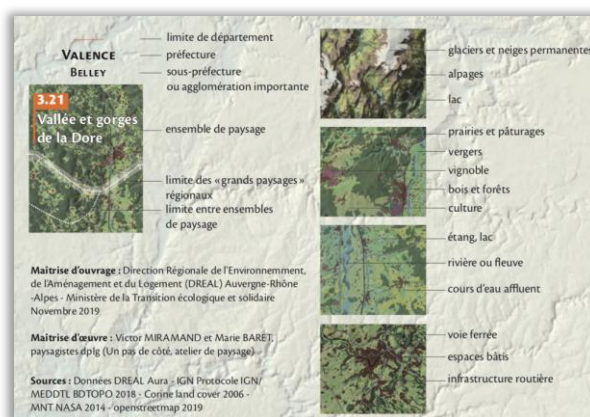 limite de département
VALENCE
préfecture
BELLEY
sous-préfecture
ou agglomération importante
3.21
Vallée et gorges
de la Dore
ensemble de paysage
limite des «grands paysages»
régionaux
limite entre ensembles
de paysage
Maîtrise d'ouvrage : Direction Régionale de l'Environnemment,
de l'Aménagement et du Logement (DREAL) Auvergne-Rhône
-Alpes - Ministère de la Transition écologique et solidaire
Novembre 2019
Maîtrise d'œuvre : Victor MIRAMAND et Marie BARET,
paysagistes dplg (Un pas de côté, atelier de paysage)
Sources : Données DREAL Aura - IGN Protocole IGN/
MEDDTL BDTOPO 2018 - Corine land cover 2006 -
MNT NASA 2014 - openstreetmap 2019
glaciers et neiges permanentes
alpages
lac
prairies et pâturages
vergers
vignoble
bois et forêts
culture
étang, lac
rivière ou fleuve
cours d'eau affluent
voie ferrée
espaces bâtis
infrastructure routière